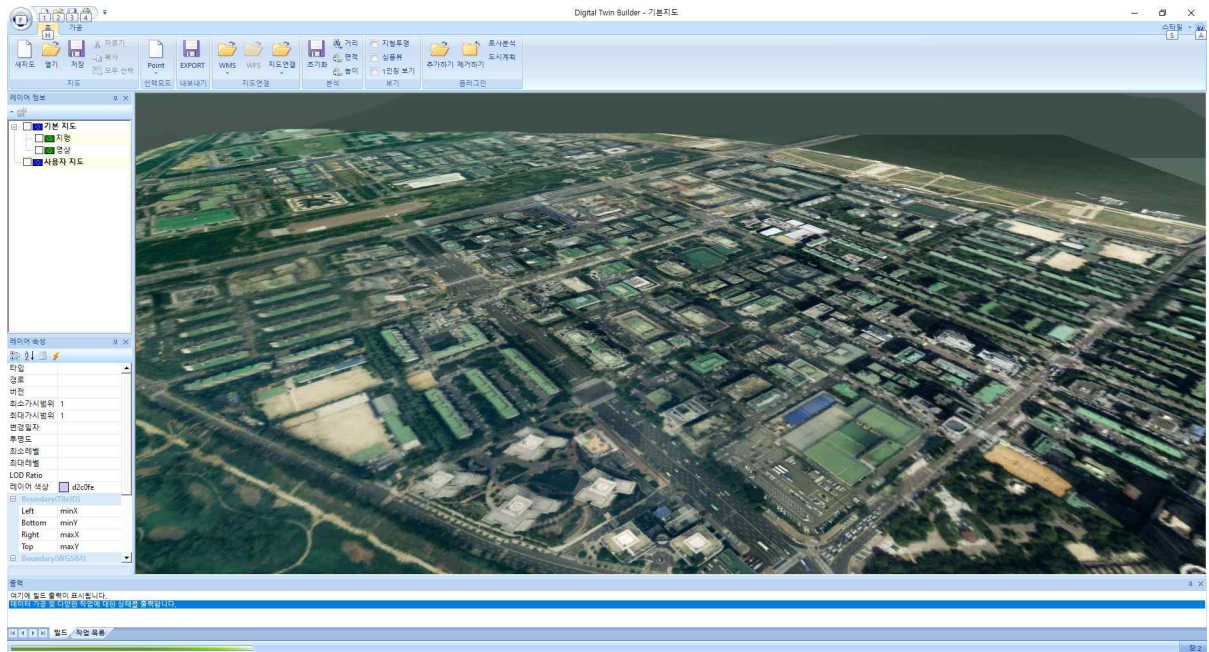 Digital Twin Builder - 기본지도
1 2 3 4
홈 가공
스타일
H
S A
새지도 열기 저장 자르기
복사
모두 선택
Point EXPORT WMS WFS 지도연결 초기화
거리
면적
높이
지형투명
심플뷰
1인칭 보기
추가하기 제거하기
로사분석
도시계획
지도 선택모드 내보내기 지도연결 분석 보기 플러그인
레이어 정보
기본 지도
지형
영상
사용자 지도
레이어 속성
타입
경로
버전
최소가시범위 1
최대가시범위 1
변경일자
투명도
최소레벨
최대레벨
LOD Ratio
레이어 색상 d2c0fe
Boundary(TileID)
Left minX
Bottom minY
Right maxX
Top maxY
Boundary(WGS84)
출력
여기에 빌드 출력이 표시됩니다.
데이터 가공 및 다양한 작업에 대한 상태를 출력합니다.
빌드 작업 목록
창 2